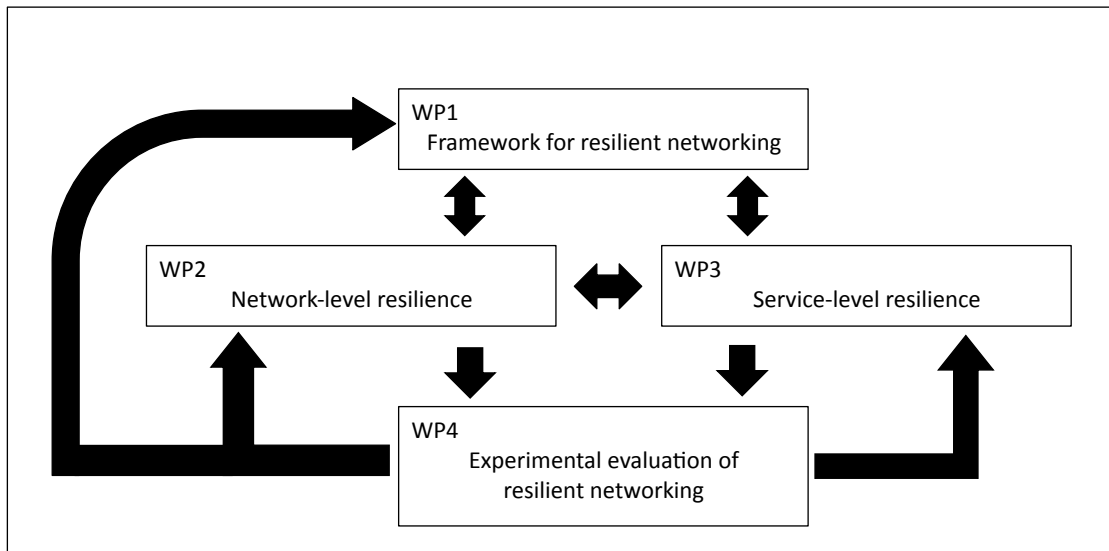 WP1
Framework for resilient networking
WP2
Network-level resilience
WP3
Service-level resilience
WP4
Experimental evaluation of
resilient networking